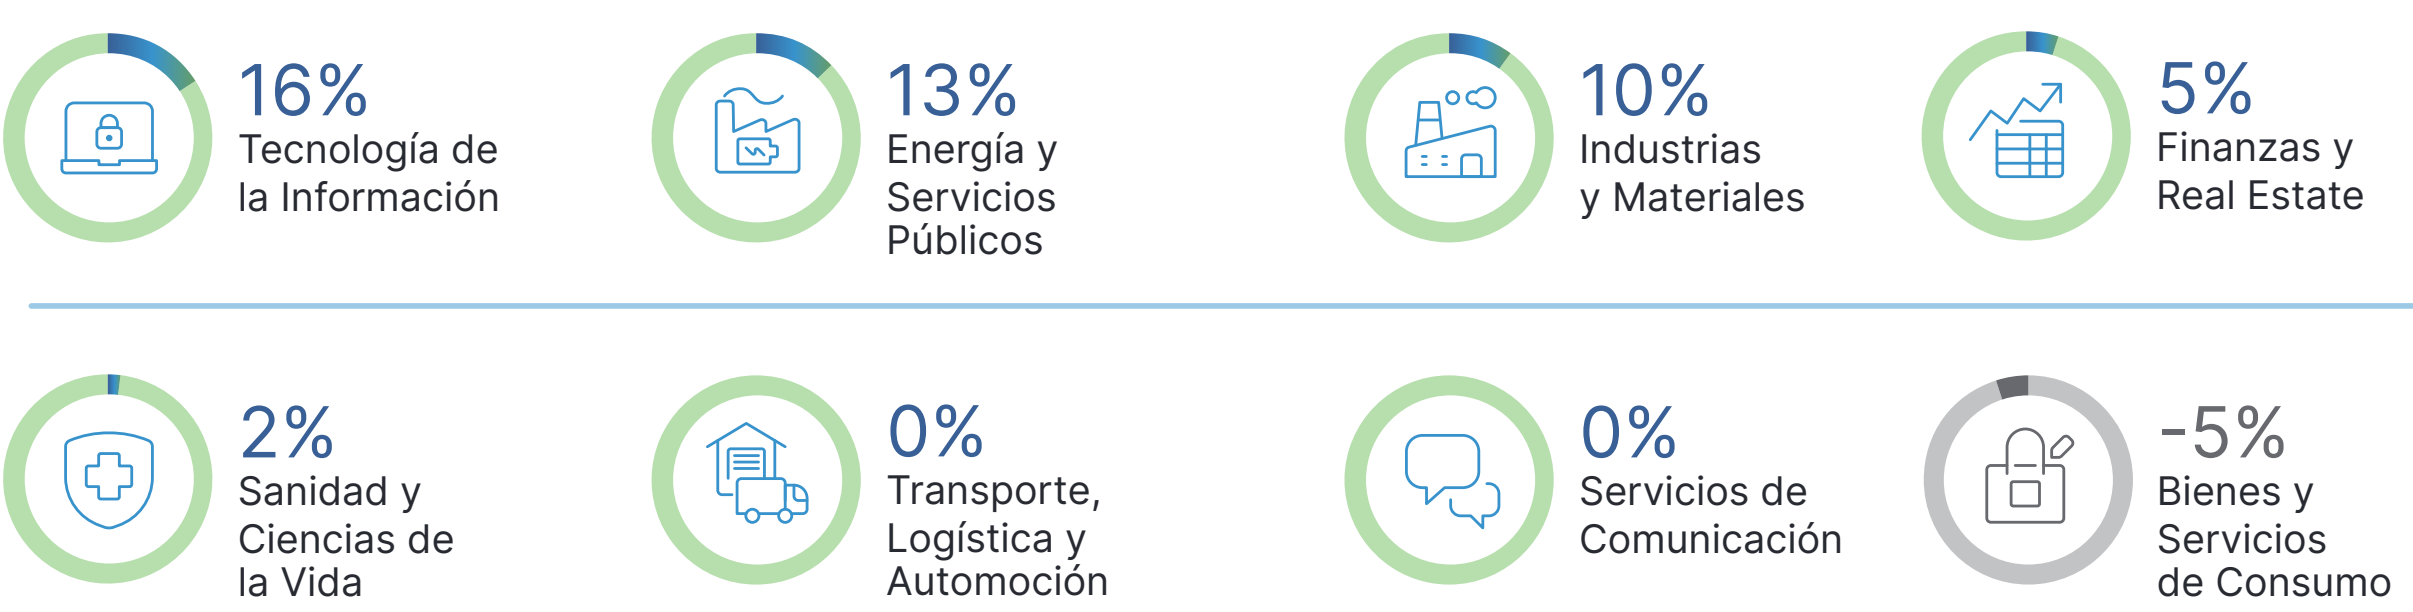 16%
Tecnología de
la Información
13%
Energía y
Servicios
Públicos
10%
Industrias
y Materiales
5%
Finanzas y
Real Estate
2%
Sanidad y
Ciencias de
la Vida
0%
Transporte,
Logística y
Automoción
0%
Servicios de
Comunicación
-5%
Bienes y
Servicios
de Consumo